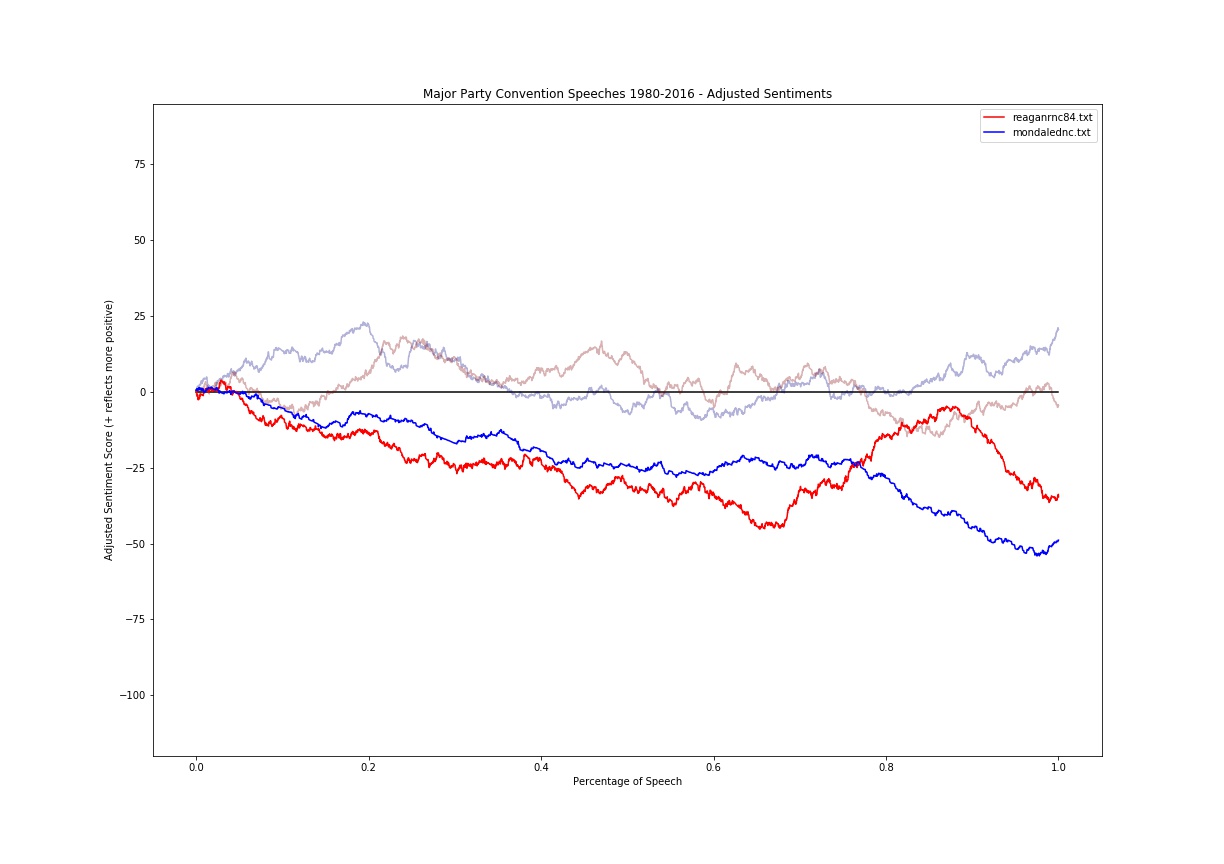 Major Party Convention Speeches 1980-2016 - Adjusted Sentiments
reaganrnc84.txt
mondalednc.txt
75
50
25
0
−25
−50
−75
−100
Adjusted Sentiment Score (+ reflects more positive)
0.0 0.2 0.4 0.6 0.8 1.0
Percentage of Speech